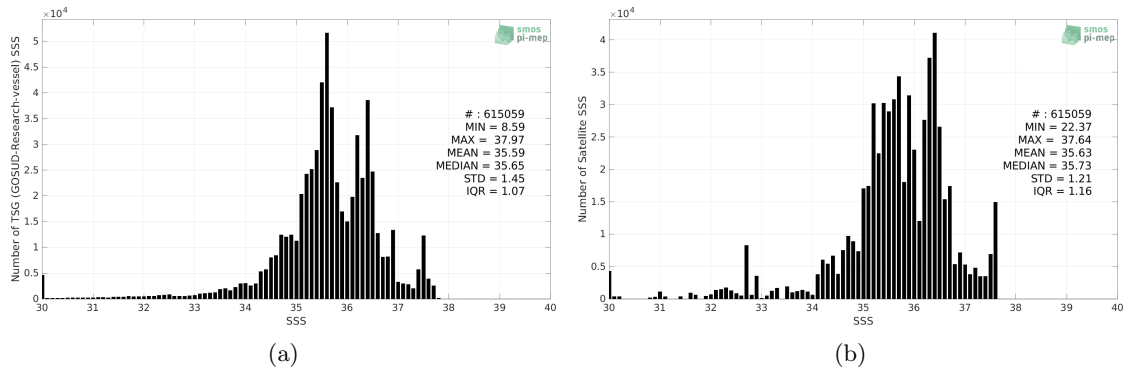 ×10⁴
5
4.5
4
3.5
3
2.5
2
1.5
1
0.5
0
Number of TSG (GOSUD-Research-vessel) SSS
30 31 32 33 34 35 36 37 38 39 40
SSS
smos
pi-mep
# : 615059
MIN = 8.59
MAX = 37.97
MEAN = 35.59
MEDIAN = 35.65
STD = 1.45
IQR = 1.07
(a)
×10⁴
4
3.5
3
2.5
2
1.5
1
0.5
0
Number of Satellite SSS
30 31 32 33 34 35 36 37 38 39 40
SSS
smos
pi-mep
# : 615059
MIN = 22.37
MAX = 37.64
MEAN = 35.63
MEDIAN = 35.73
STD = 1.21
IQR = 1.16
(b)